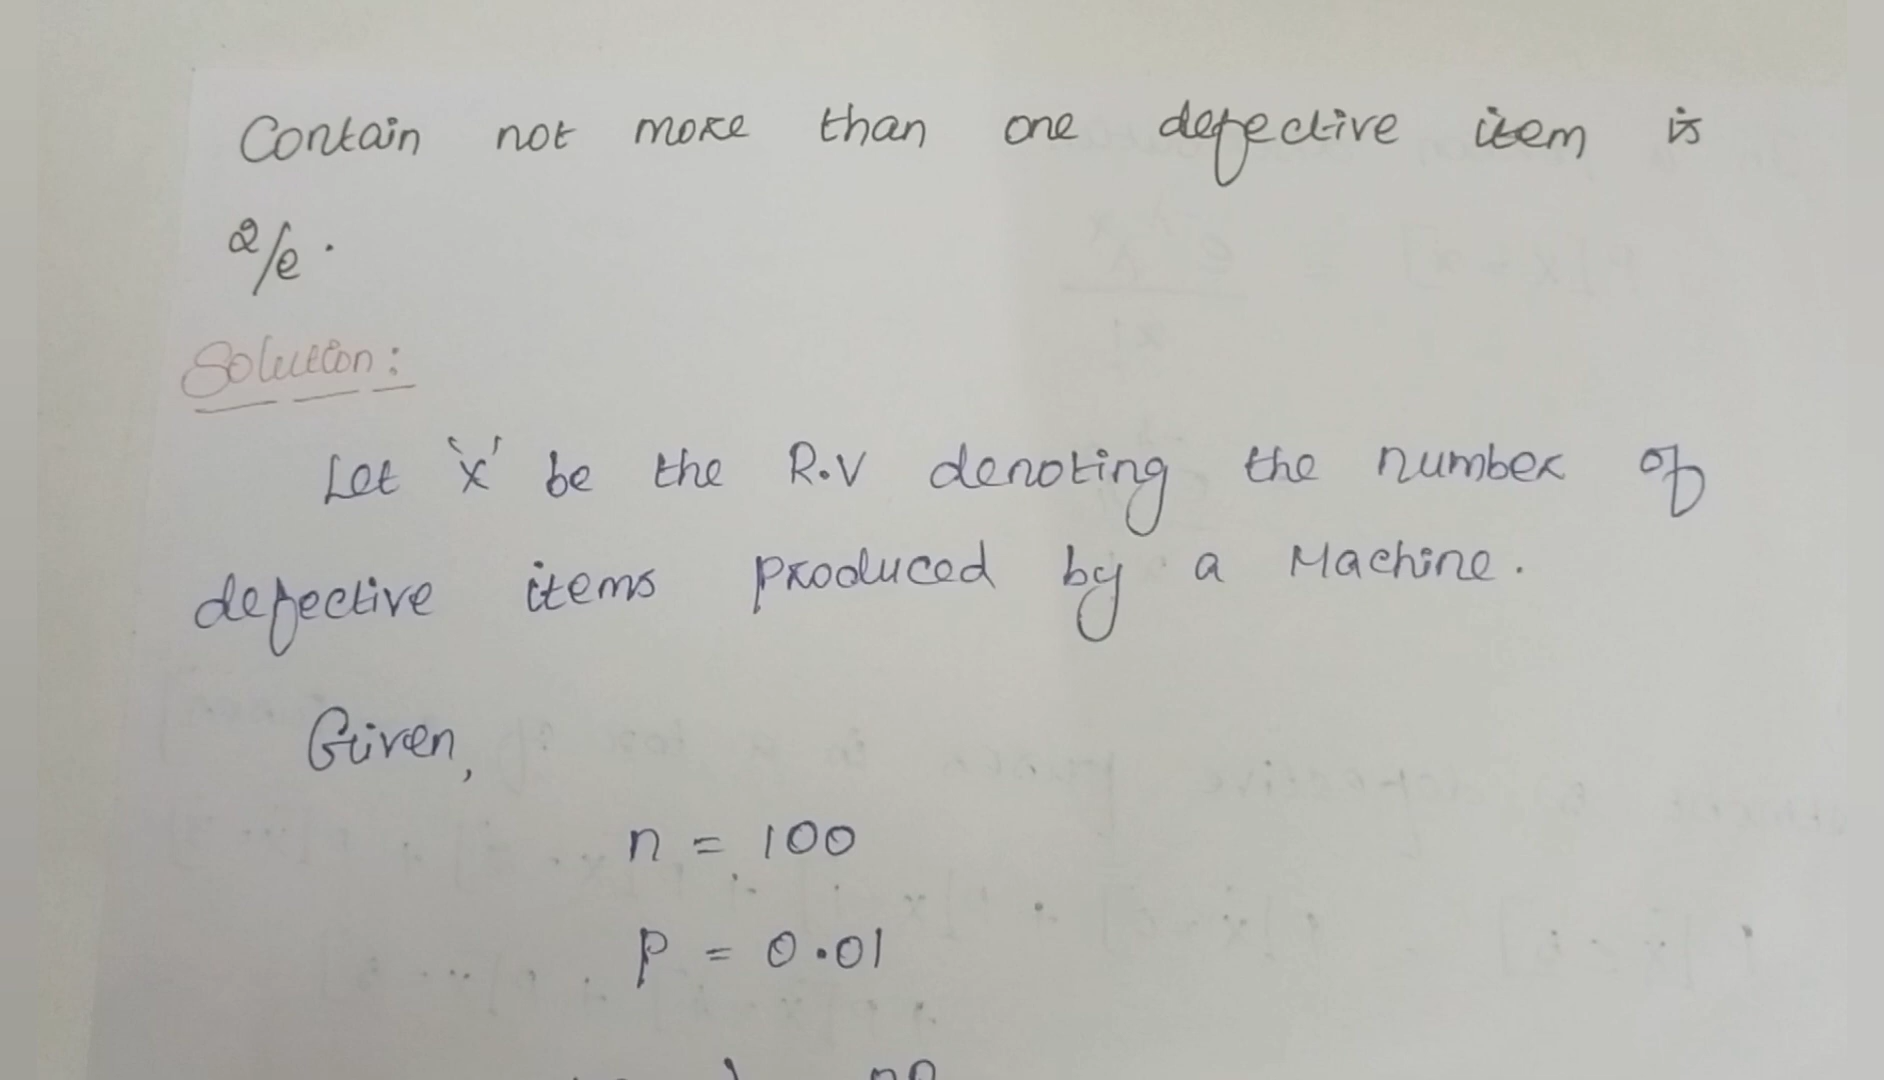 Contain not more than one defective item is
2/e.
Solution:
Let 'x' be the R.V denoting the number of
defective items produced by a Machine.
Given,
n = 100
P = 0.01